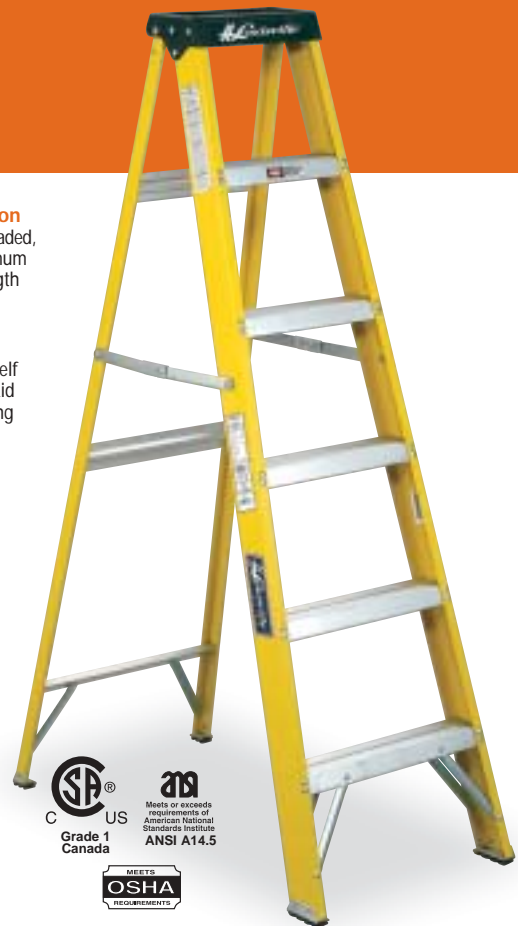 on
aded,
num
gth
elf
id
ng
CSA ®
C US
Grade 1
Canada
Meets or exceeds
requirements of
American National
Standards Institute
ANSI A14.5
MEETS
OSHA
REQUIREMENTS